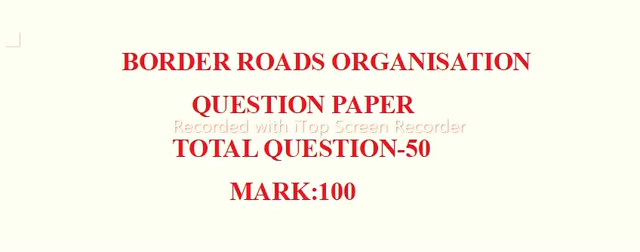 BORDER ROADS ORGANISATION
QUESTION PAPER
Recorded with iTop Screen Recorder
TOTAL QUESTION-50
MARK:100